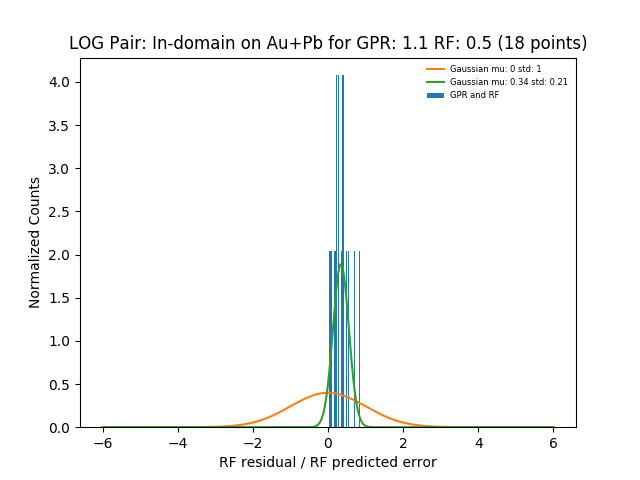 LOG Pair: In-domain on Au+Pb for GPR: 1.1 RF: 0.5 (18 points)
Gaussian mu: 0 std: 1
Gaussian mu: 0.34 std: 0.21
GPR and RF
Normalized Counts
4.0
3.5
3.0
2.5
2.0
1.5
1.0
0.5
0.0
−6 −4 −2 0 2 4 6
RF residual / RF predicted error